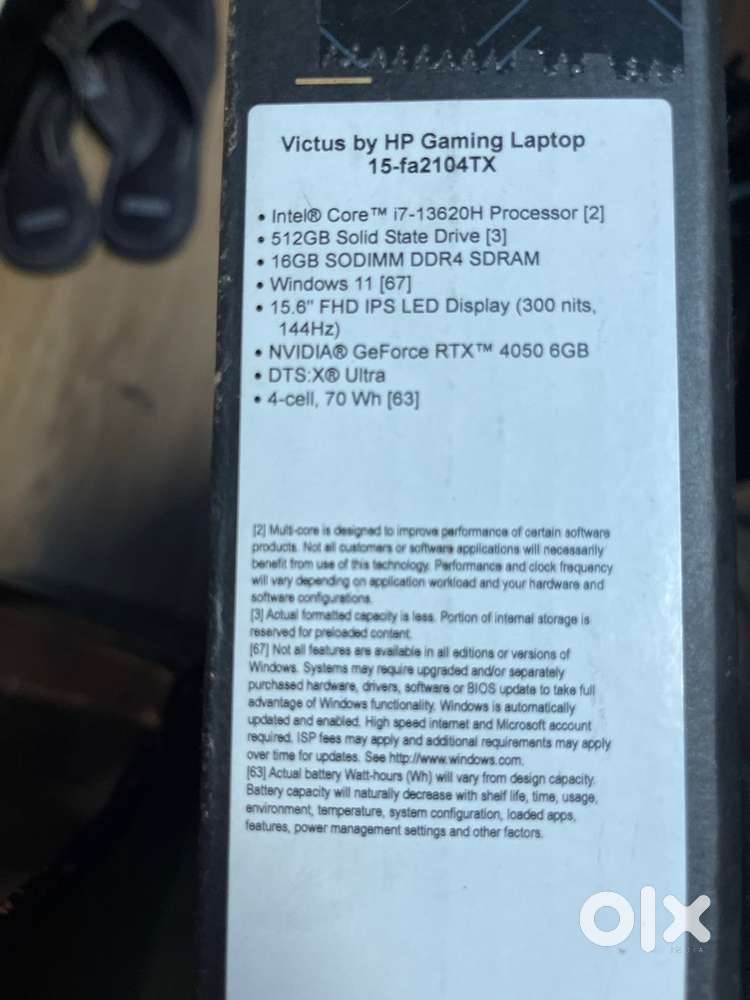 Victus by HP Gaming Laptop
15-fa2104TX
• Intel® Core™ i7-13620H Processor [2]
• 512GB Solid State Drive [3]
• 16GB SODIMM DDR4 SDRAM
• Windows 11 [67]
• 15.6" FHD IPS LED Display (300 nits,
144Hz)
• NVIDIA® GeForce RTX™ 4050 6GB
• DTS:X® Ultra
• 4-cell, 70 Wh [63]
[2] Multi-core is designed to improve performance of certain software
products. Not all customers or software applications will necessarily
benefit from use of this technology. Performance and clock frequency
will vary depending on application workload and your hardware and
software configurations.
[3] Actual formatted capacity is less. Portion of internal storage is
reserved for preloaded content.
[67] Not all features are available in all editions or versions of
Windows. Systems may require upgraded and/or separately
purchased hardware, drivers, software or BIOS update to take full
advantage of Windows functionality. Windows is automatically
updated and enabled. High speed internet and Microsoft account
required. ISP fees may apply and additional requirements may apply
over time for updates. See http://www.windows.com.
[63] Actual battery Watt-hours (Wh) will vary from design capacity.
Battery capacity will naturally decrease with shelf life, time, usage,
environment, temperature, system configuration, loaded apps,
features, power management settings and other factors.
olx
INDIA